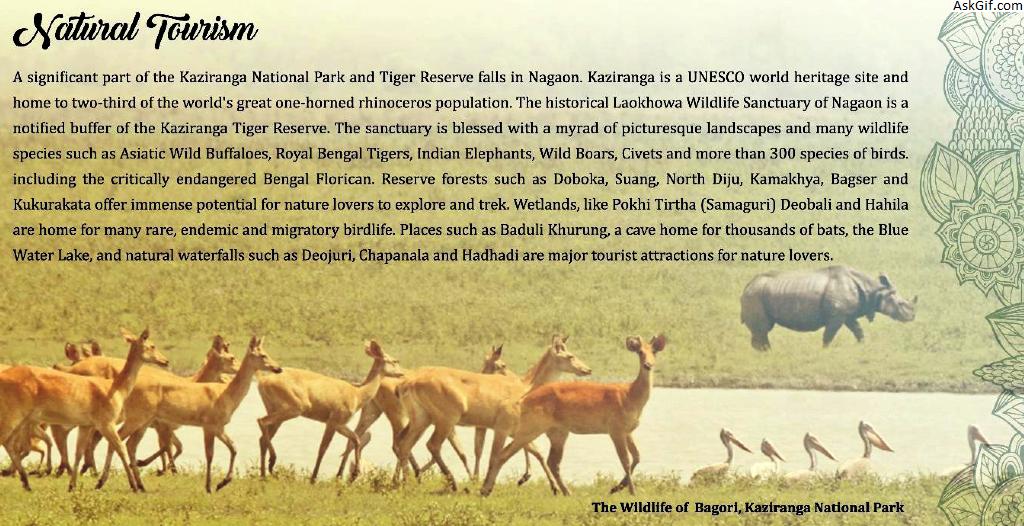 AskGif.com
Natural Tourism
A significant part of the Kaziranga National Park and Tiger Reserve falls in Nagaon. Kaziranga is a UNESCO world heritage site and
home to two-third of the world's great one-horned rhinoceros population. The historical Laokhowa Wildlife Sanctuary of Nagaon is a
notified buffer of the Kaziranga Tiger Reserve. The sanctuary is blessed with a myrad of picturesque landscapes and many wildlife
species such as Asiatic Wild Buffaloes, Royal Bengal Tigers, Indian Elephants, Wild Boars, Civets and more than 300 species of birds.
including the critically endangered Bengal Florican. Reserve forests such as Doboka, Suang, North Diju, Kamakhya, Bagser and
Kukurakata offer immense potential for nature lovers to explore and trek. Wetlands, like Pokhi Tirtha (Samaguri) Deobali and Hahila
are home for many rare, endemic and migratory birdlife. Places such as Baduli Khurung, a cave home for thousands of bats, the Blue
Water Lake, and natural waterfalls such as Deojuri, Chapanala and Hadhadi are major tourist attractions for nature lovers.
The Wildlife of Bagori, Kaziranga National Park